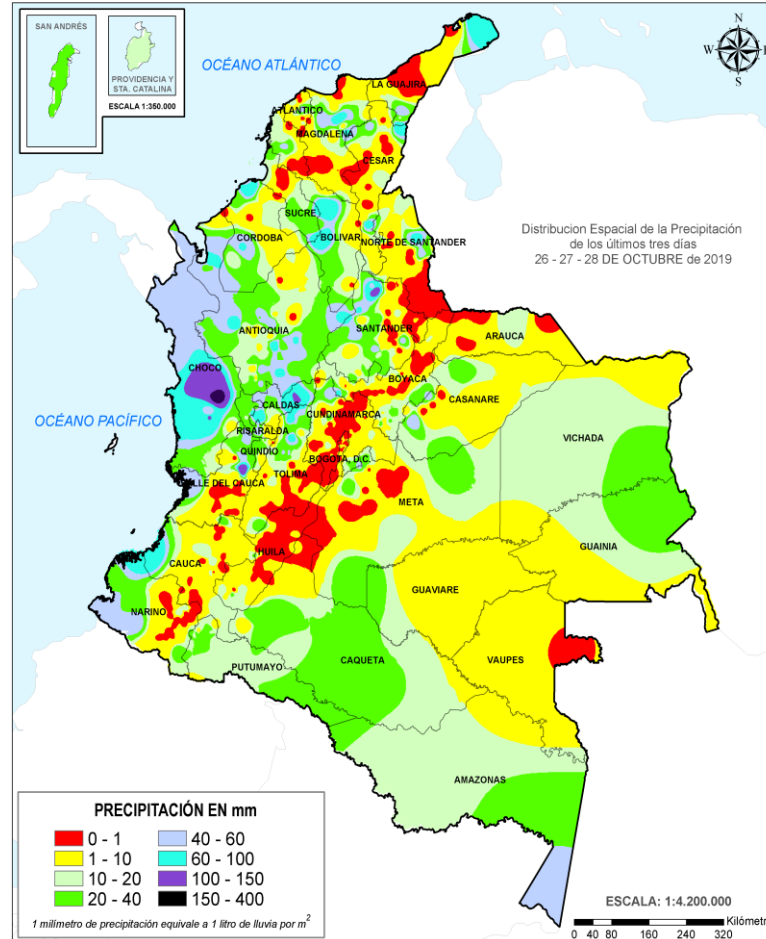 SAN ANDRÉS
PROVIDENCIA Y
STA. CATALINA
ESCALA 1:350.000
OCÉANO ATLÁNTICO
N
W
S
LA GUAJIRA
ATLANTICO
MAGDALENA
CESAR
SUCRE
CORDOBA
BOLIVAR
NORTE DE SANTANDER
Distribucion Espacial de la Precipitación
de los últimos tres días
26 - 27 - 28 DE OCTUBRE de 2019
ANTIOQUIA
SANTANDER
ARAUCA
CHOCO
BOYACA
CASANARE
OCÉANO PACÍFICO
CALDAS
CUNDINAMARCA
RISARALDA
VICHADA
QUINDIO
BOGOTA, D.C.
TOLIMA
VALLE DEL CAUCA
META
GUAINIA
CAUCA
HUILA
GUAVIARE
NARINO
PUTUMAYO
CAQUETA
VAUPES
AMAZONAS
PRECIPITACIÓN EN mm
0 - 1
40 - 60
1 - 10
60 - 100
10 - 20
100 - 150
20 - 40
150 - 400
1 milímetro de precipitación equivale a 1 litro de lluvia por m²
ESCALA: 1:4.200.000
0 40 80 160 240 320